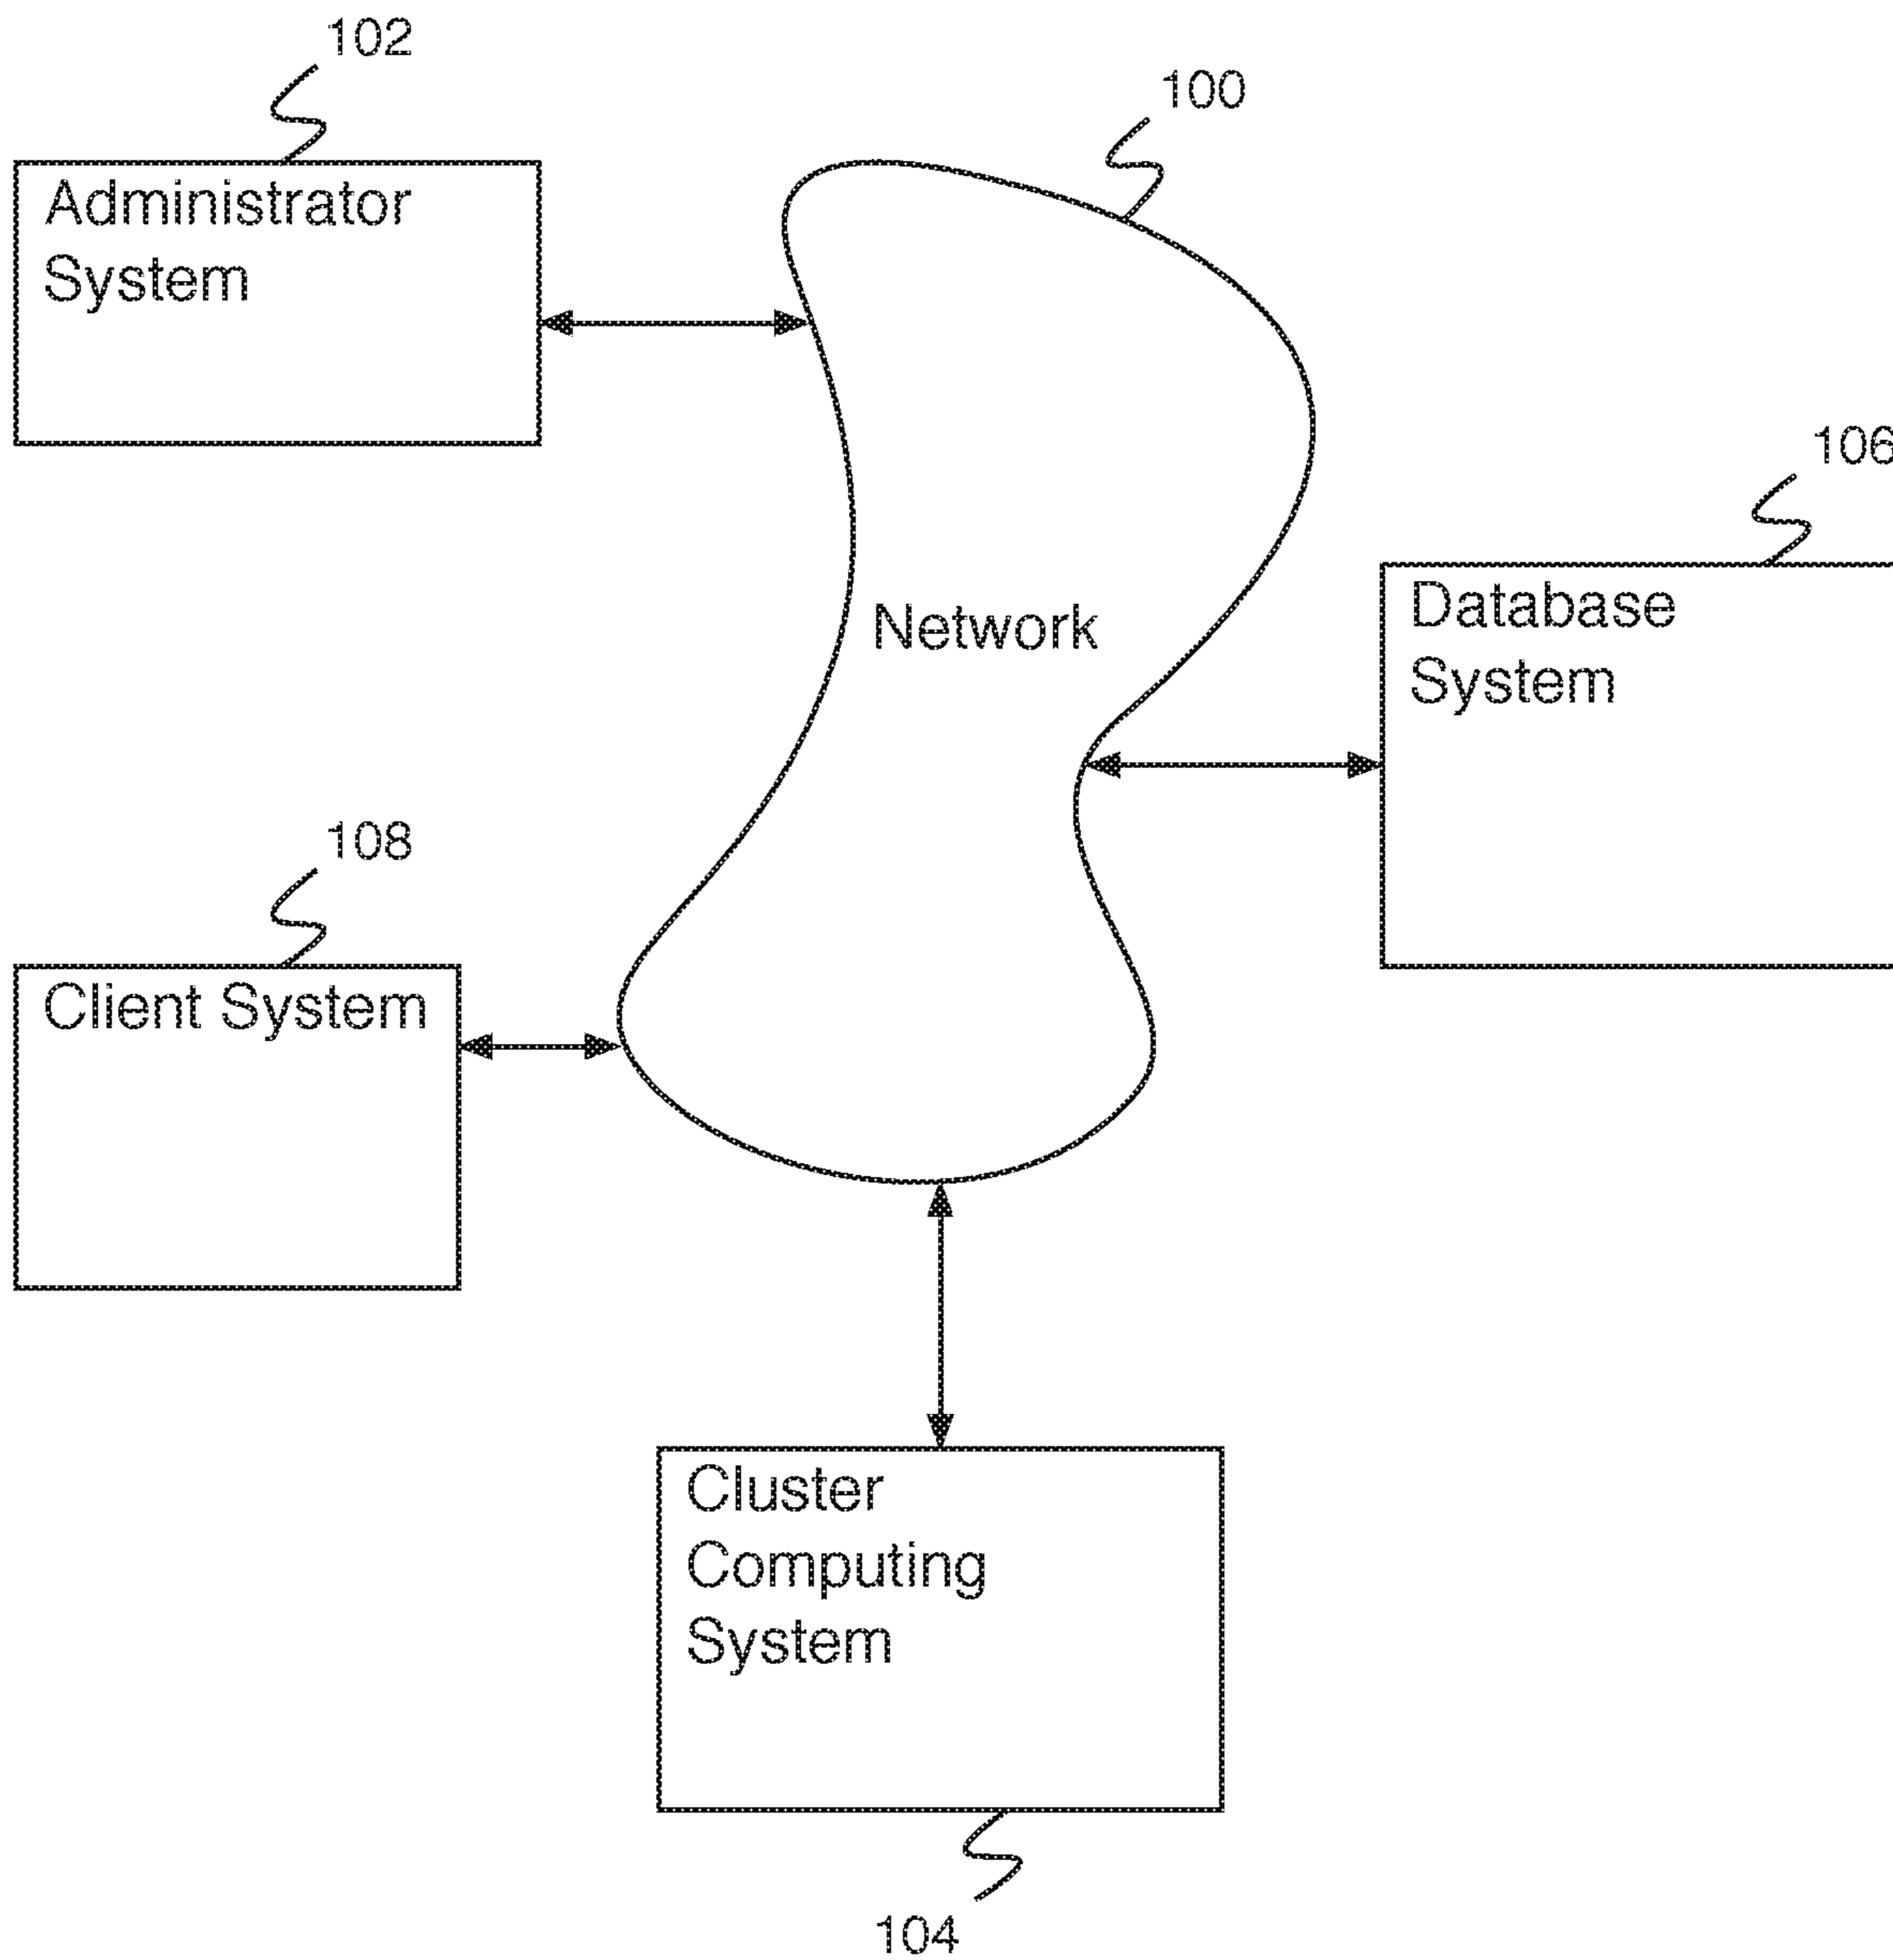 102
100
Administrator
System
106
Database
System
Network
108
Client System
Cluster
Computing
System
104